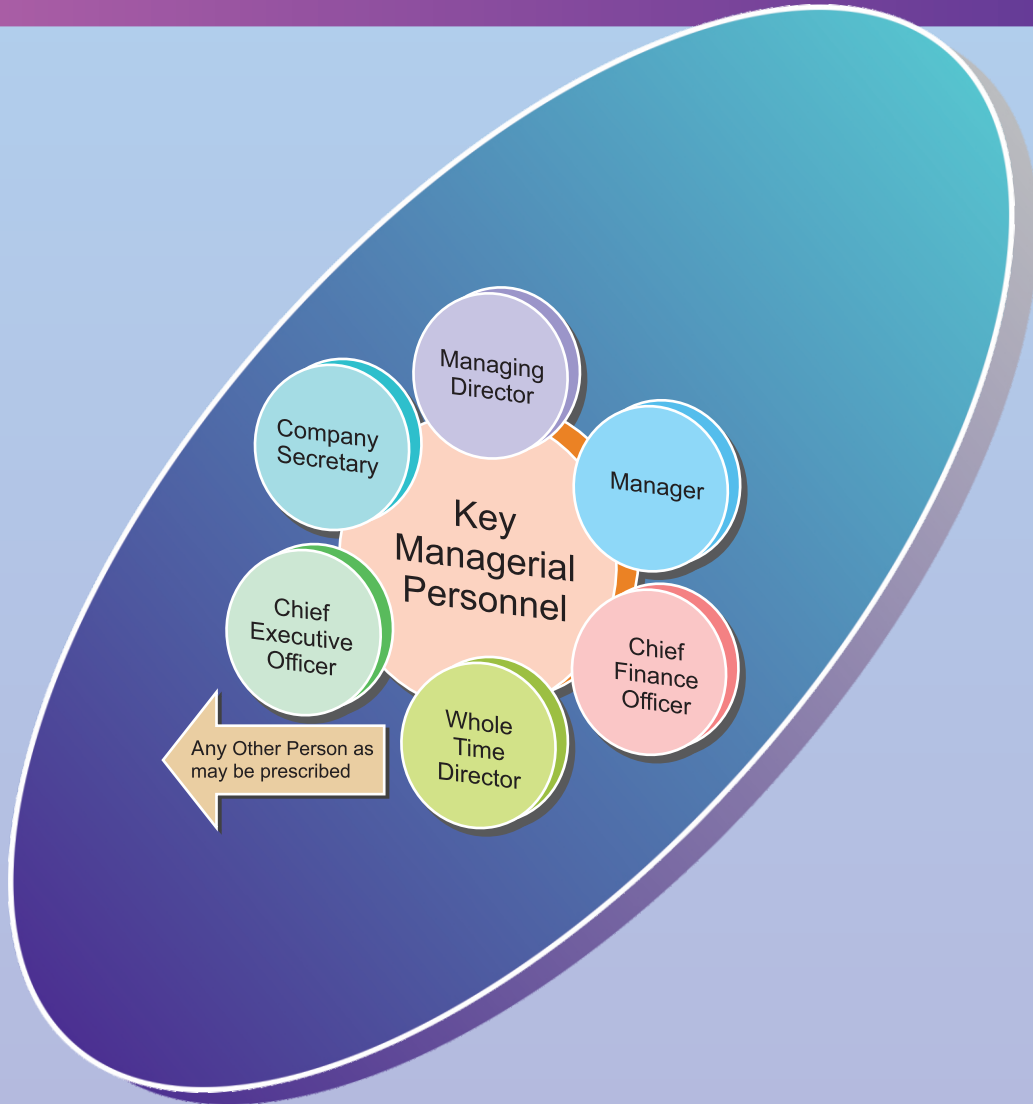 Managing
Director
Company
Secretary
Manager
Key
Managerial
Personnel
Chief
Executive
Officer
Chief
Finance
Officer
Whole
Time
Director
Any Other Person as
may be prescribed